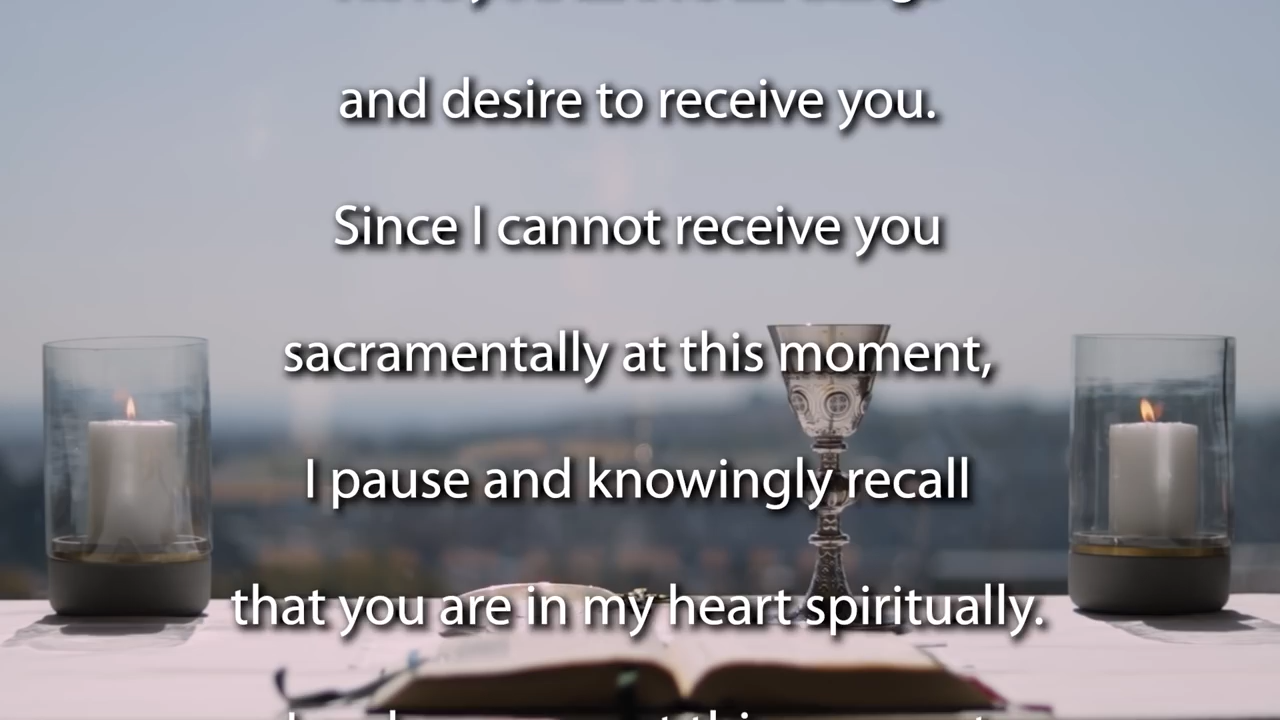 and desire to receive you.
Since I cannot receive you
sacramentally at this moment,
I pause and knowingly recall
that you are in my heart spiritually.